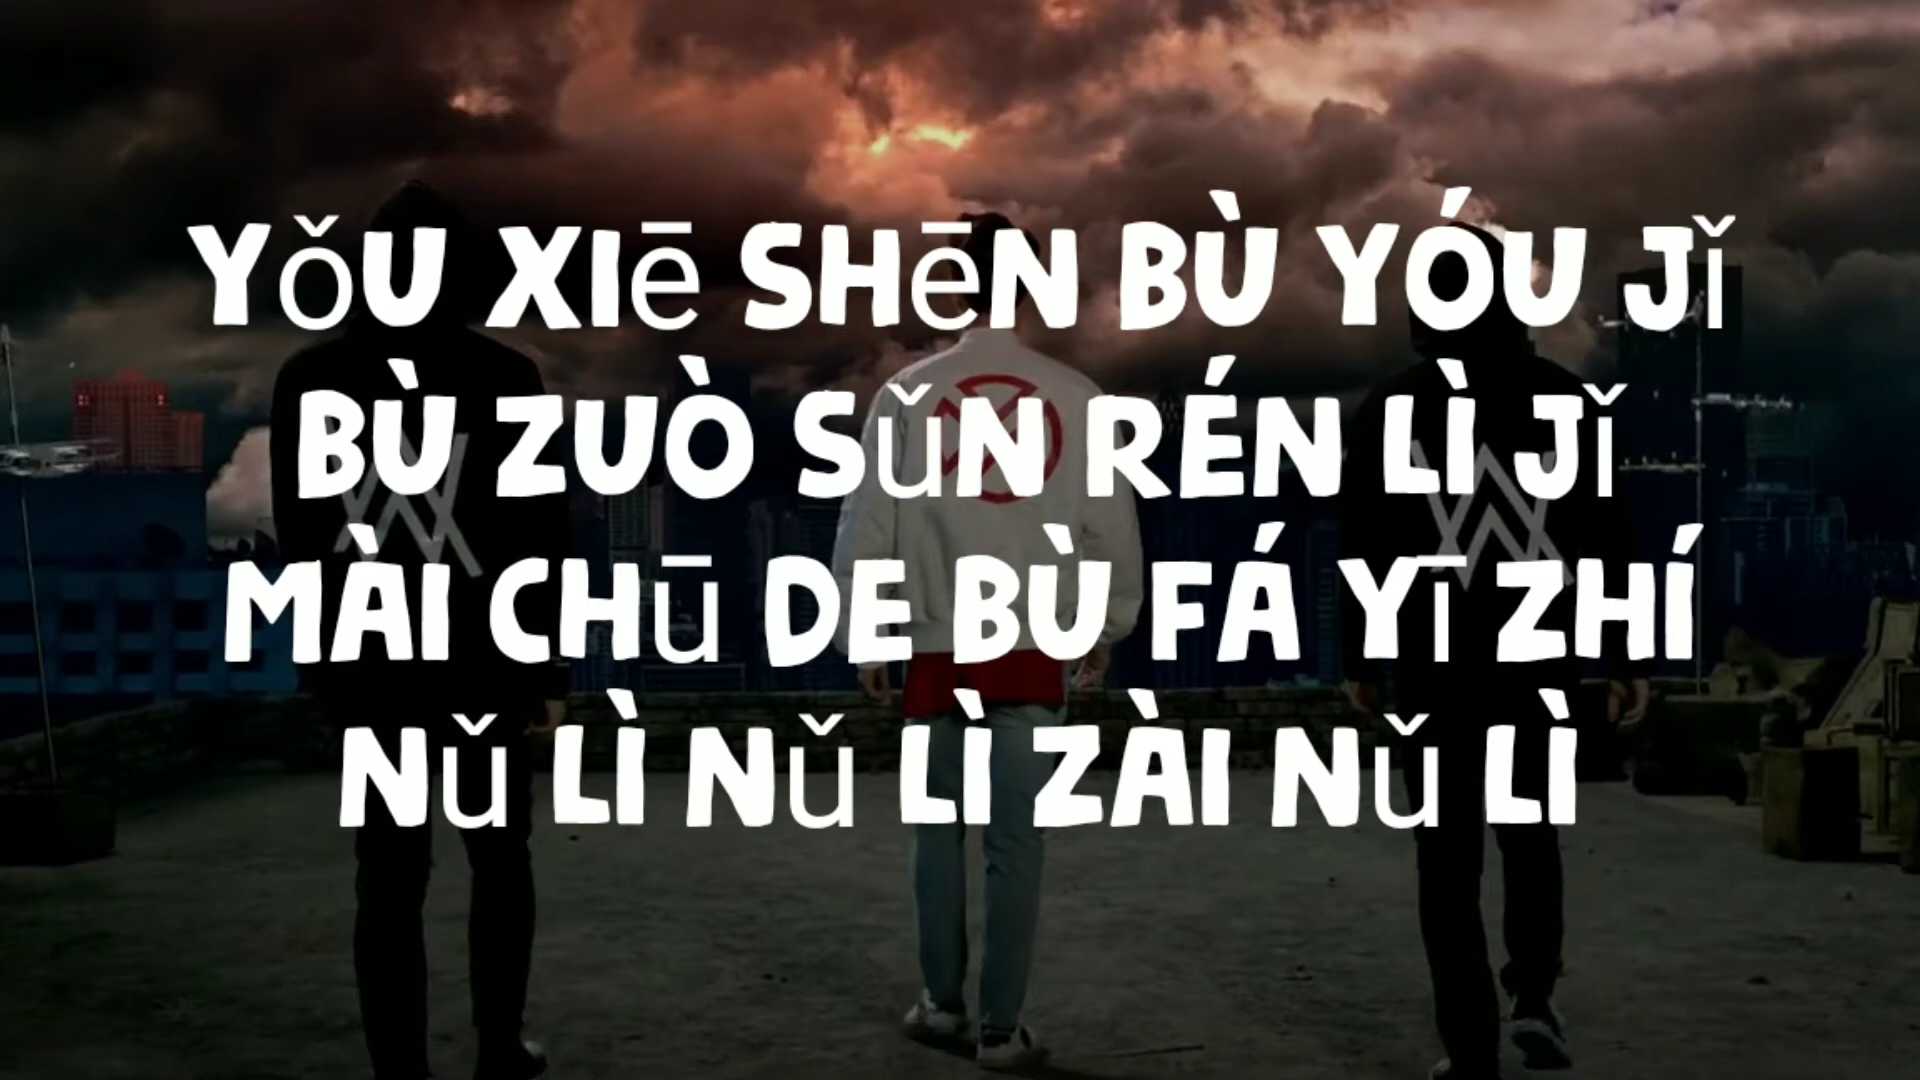 YǑU XIĒ SHĒN BÙ YÓU JǏ
BÙ ZUÒ SǓN RÉN LÌ JǏ
MÀI CHŪ DE BÙ FÁ YĪ ZHÍ
NǓ LÌ NǓ LÌ ZÀI NǓ LÌ